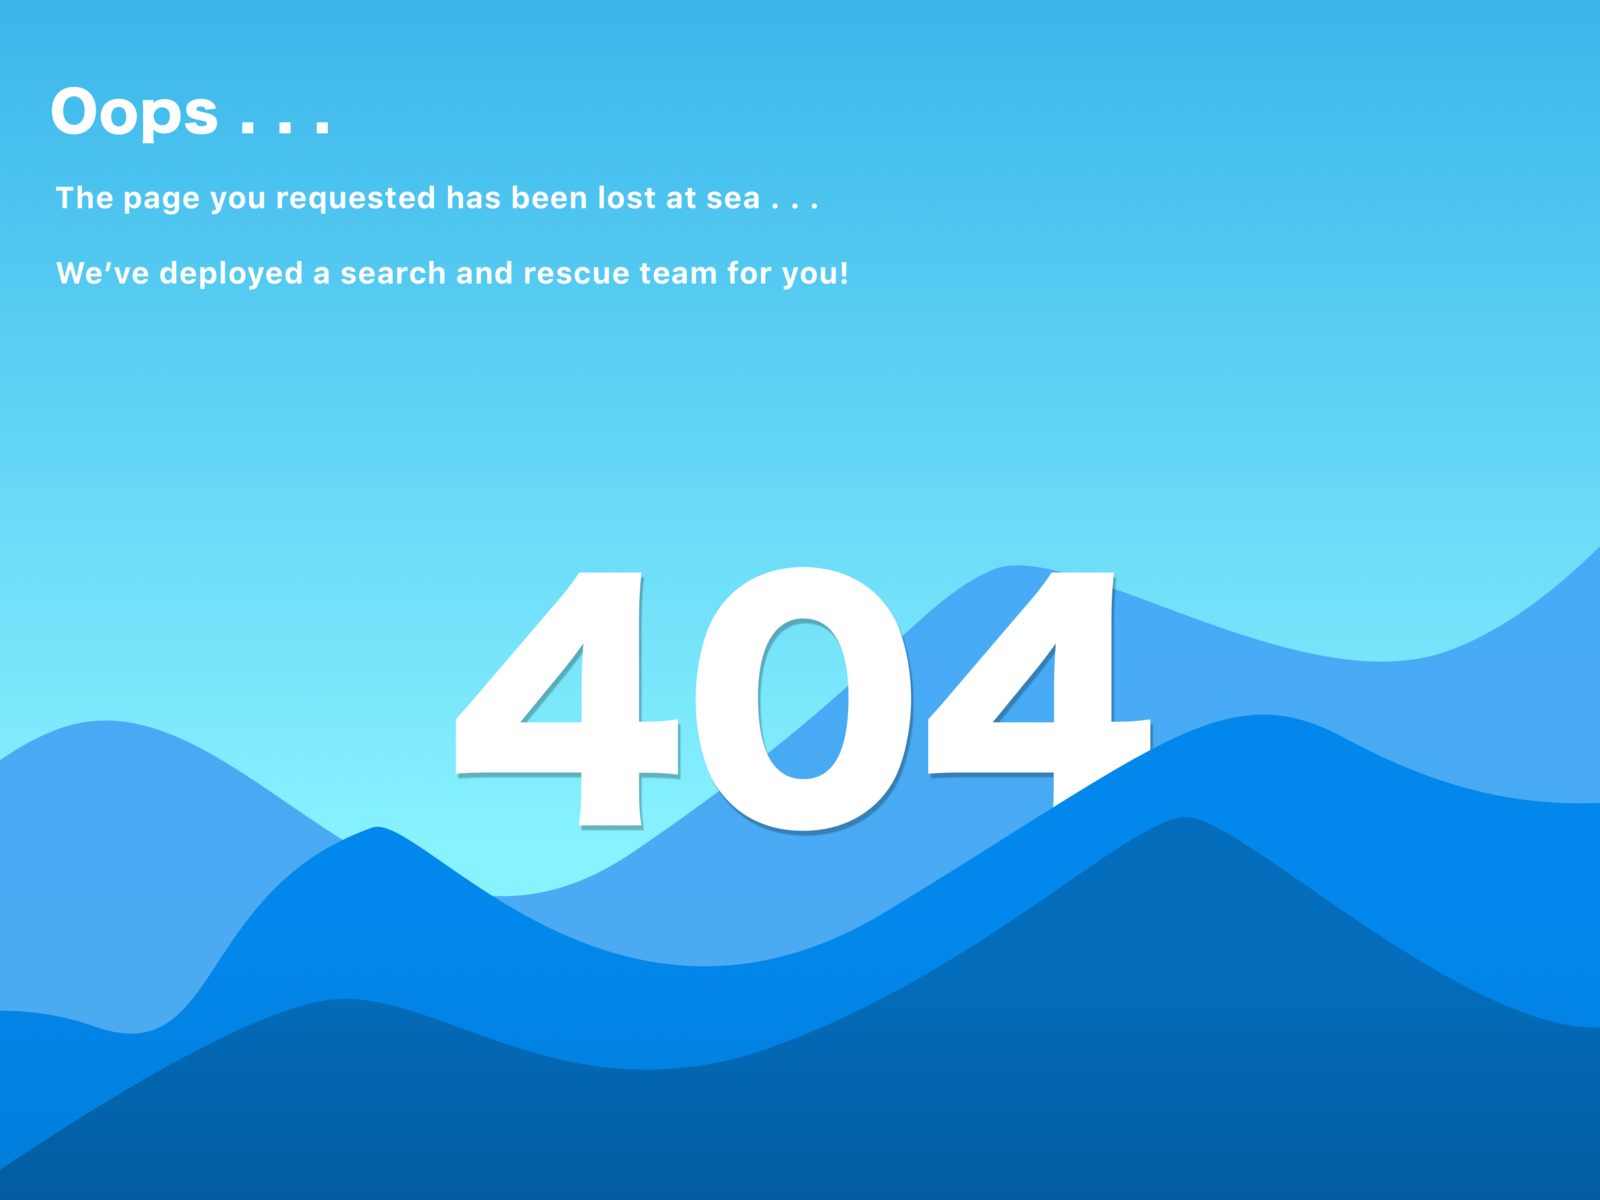 Oops . . .
The page you requested has been lost at sea . . .
We’ve deployed a search and rescue team for you!
404